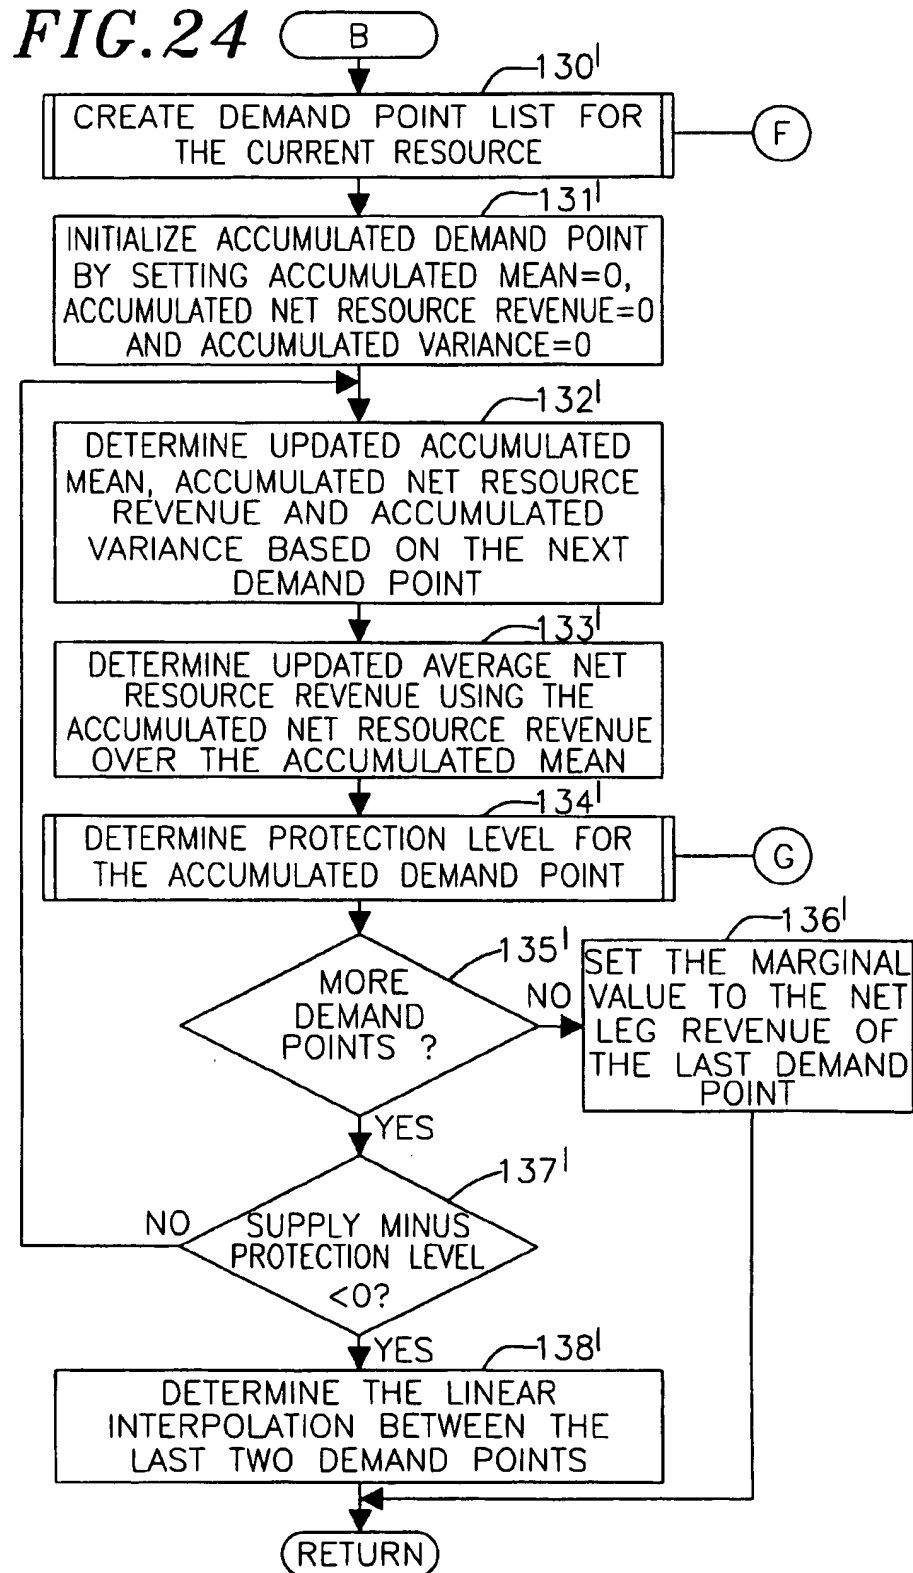 FIG.24
B
130'
CREATE DEMAND POINT LIST FOR
THE CURRENT RESOURCE
F
131'
INITIALIZE ACCUMULATED DEMAND POINT
BY SETTING ACCUMULATED MEAN=0,
ACCUMULATED NET RESOURCE REVENUE=0
AND ACCUMULATED VARIANCE=0
132'
DETERMINE UPDATED ACCUMULATED
MEAN, ACCUMULATED NET RESOURCE
REVENUE AND ACCUMULATED
VARIANCE BASED ON THE NEXT
DEMAND POINT
133'
DETERMINE UPDATED AVERAGE NET
RESOURCE REVENUE USING THE
ACCUMULATED NET RESOURCE REVENUE
OVER THE ACCUMULATED MEAN
134'
DETERMINE PROTECTION LEVEL FOR
THE ACCUMULATED DEMAND POINT
G
135'
MORE
DEMAND
POINTS ?
NO
136'
SET THE MARGINAL
VALUE TO THE NET
LEG REVENUE OF
THE LAST DEMAND
POINT
YES
137'
SUPPLY MINUS
PROTECTION LEVEL
<0?
NO
YES
138'
DETERMINE THE LINEAR
INTERPOLATION BETWEEN THE
LAST TWO DEMAND POINTS
RETURN